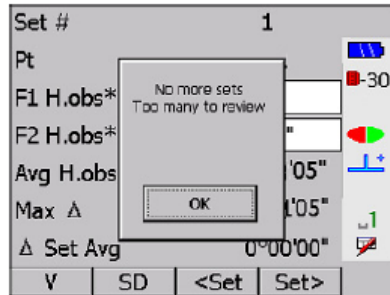 Set # 1
Pt
No more sets
Too many to review
F1 H.obs*
-30
F2 H.obs* "
Avg H.obs '05"
OK
Max Δ 1'05"
1
Δ Set Avg 0°00'00"
V SD <Set Set>